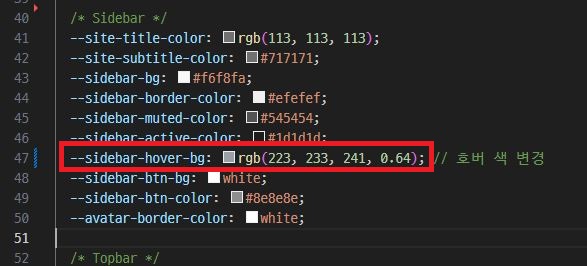 40 /* Sidebar */
41 --site-title-color: rgb(113, 113, 113);
42 --site-subtitle-color: #717171;
43 --sidebar-bg: #f6f8fa;
44 --sidebar-border-color: #efefef;
45 --sidebar-muted-color: #545454;
46 --sidebar-active-color: #1d1d1d;
47 --sidebar-hover-bg: rgb(223, 233, 241, 0.64); // 호버 색 변경
48 --sidebar-btn-bg: white;
49 --sidebar-btn-color: #8e8e8e;
50 --avatar-border-color: white;
51
52 /* Topbar */